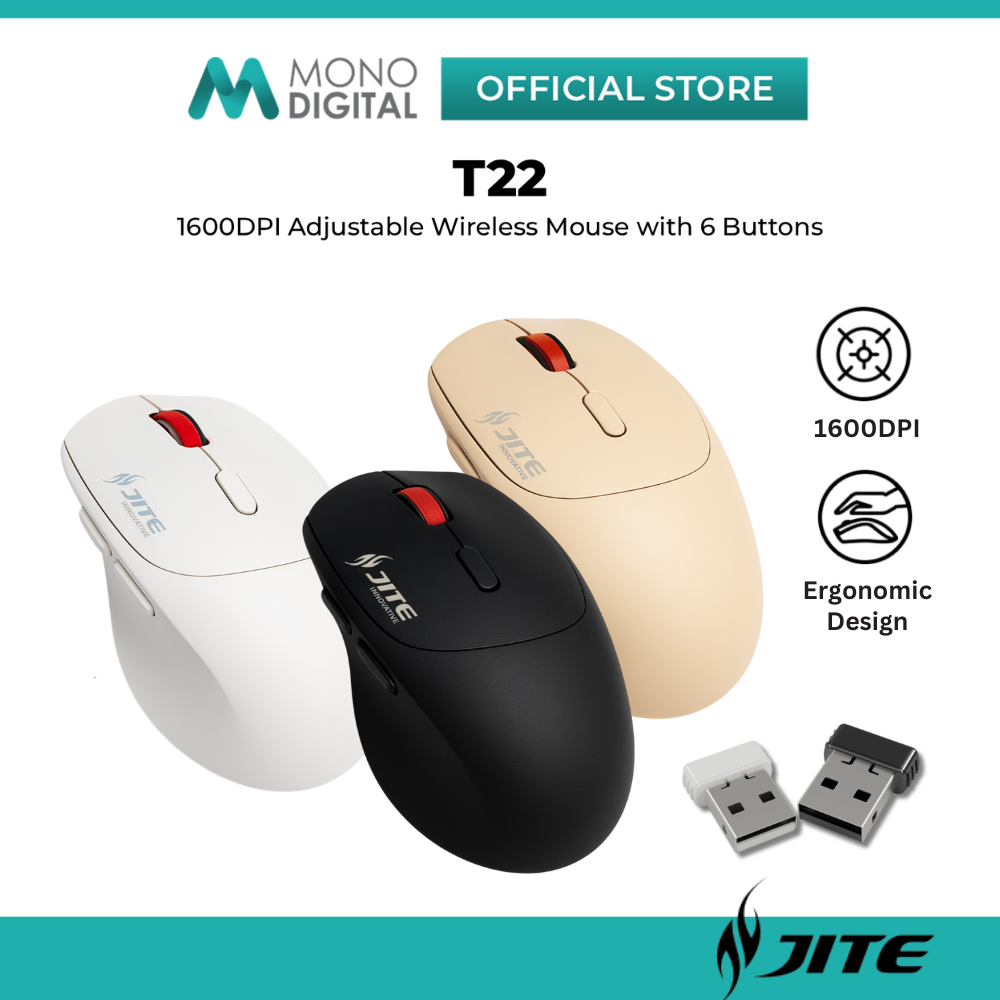 MONO
DIGITAL
OFFICIAL STORE
T22
1600DPI Adjustable Wireless Mouse with 6 Buttons
JITE
INNOVATIVE
JITE
INNOVATIVE
JITE
INNOVATIVE
1600DPI
Ergonomic
Design
JITE